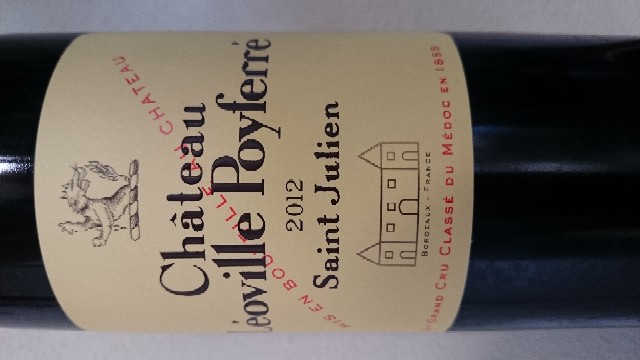 MIS EN BOUTEILLE AU CHATEAU
Château
Léoville Poyferré
2012
Saint Julien
BORDEAUX - FRANCE
GRAND CRU CLASSÉ DU MÉDOC EN 1855